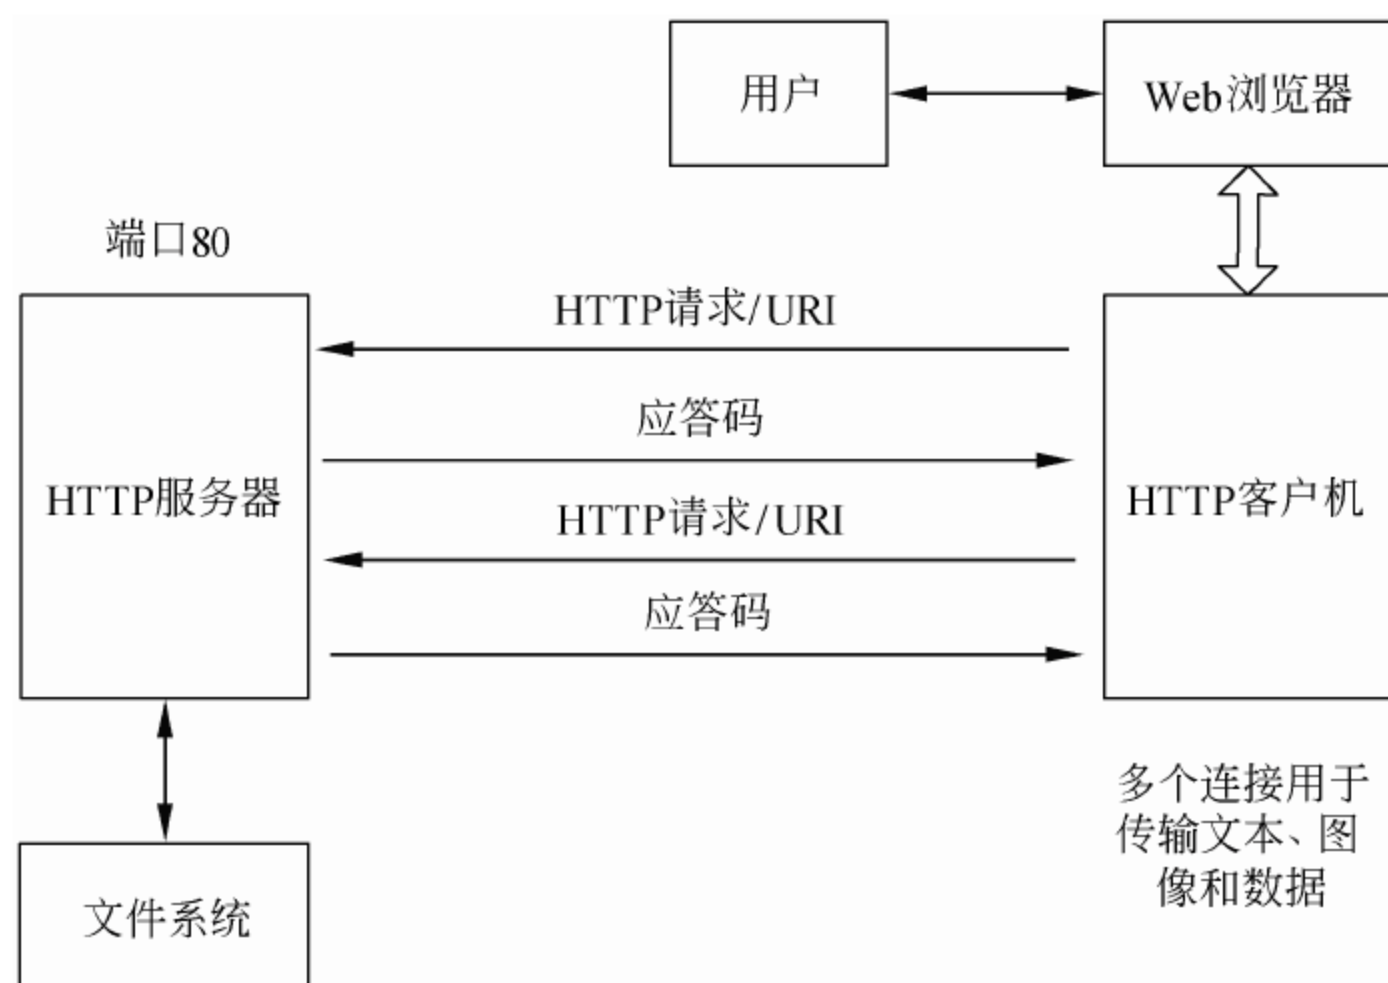 用户
Web浏览器
端口80
HTTP请求/URI
应答码
HTTP服务器
HTTP客户机
HTTP请求/URI
应答码
多个连接用于
传输文本、图
像和数据
文件系统